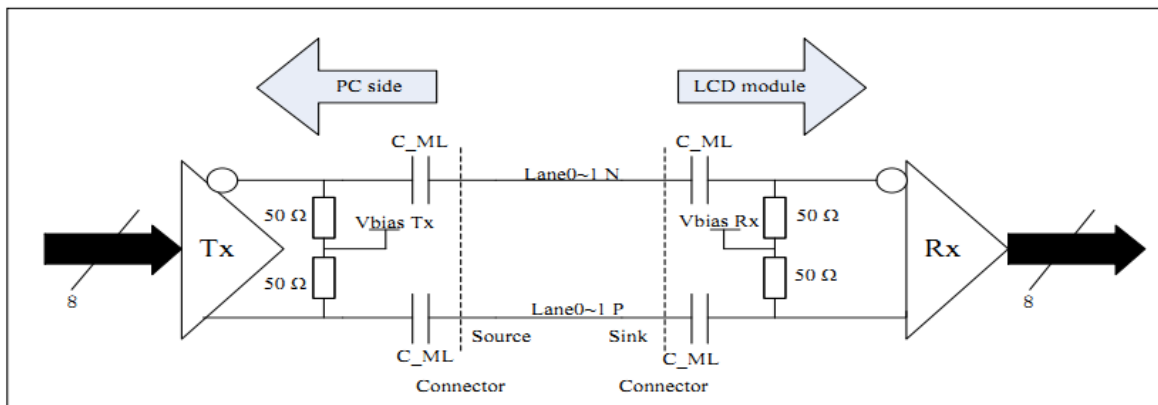 PC side
LCD module
C_ML
C_ML
Lane0~1 N
50 Ω
Vbias Tx
Vbias Rx
50 Ω
Tx
Rx
50 Ω
50 Ω
8
8
Lane0~1 P
Source
Sink
C_ML
C_ML
Connector
Connector